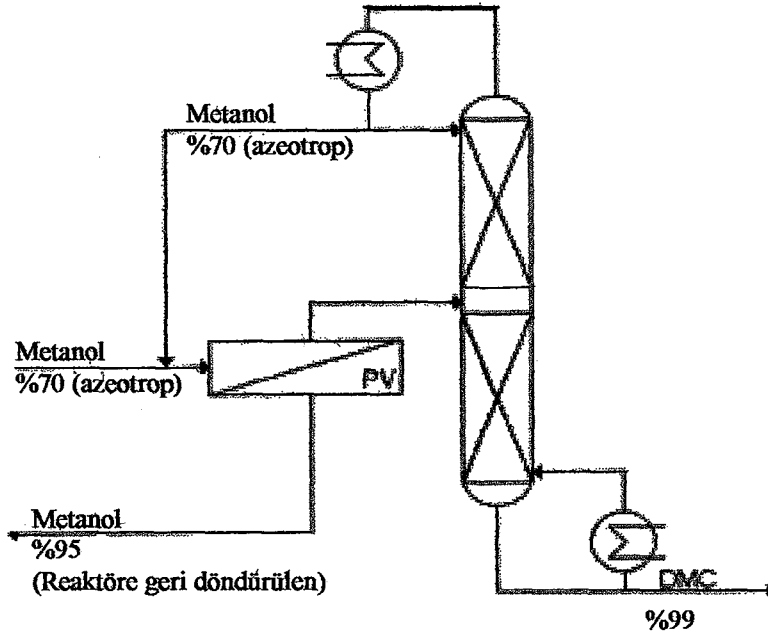 Metanol
%70 (azeotrop)
Metanol
%70 (azeotrop)
PV
Metanol
%95
(Reaktöre geri döndürülen)
DMC
%99